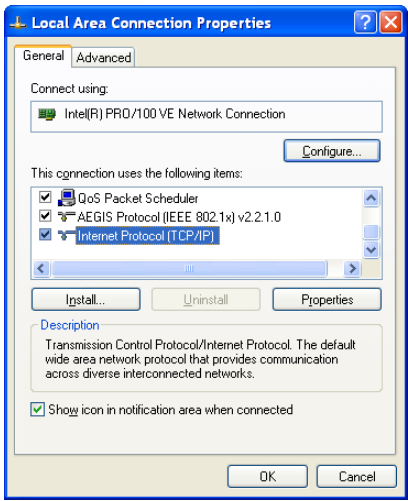 Local Area Connection Properties
General Advanced
Connect using:
Intel(R) PRO/100 VE Network Connection
Configure...
This connection uses the following items:
QoS Packet Scheduler
AEGIS Protocol (IEEE 802.1x) v2.2.1.0
Internet Protocol (TCP/IP)
Install... Uninstall Properties
Description
Transmission Control Protocol/Internet Protocol. The default
wide area network protocol that provides communication
across diverse interconnected networks.
Show icon in notification area when connected
OK Cancel